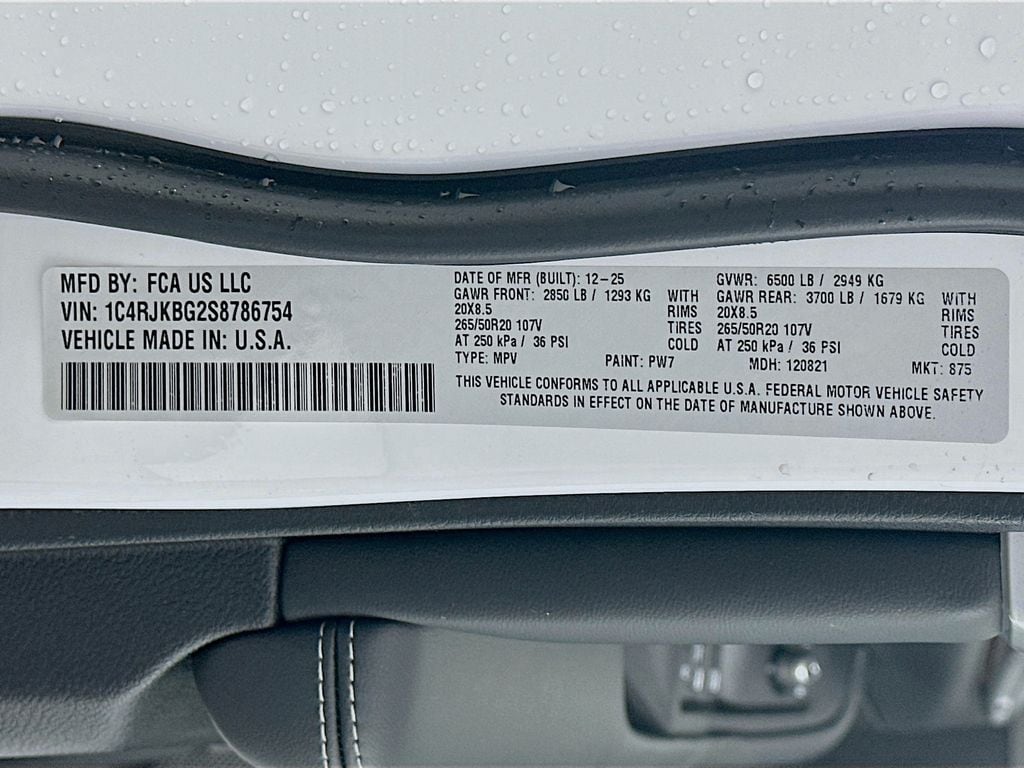 MFD BY: FCA US LLC
VIN: 1C4RJKBG2S8786754
VEHICLE MADE IN: U.S.A.
DATE OF MFR (BUILT): 12-25
GAWR FRONT: 2850 LB / 1293 KG WITH
20X8.5 RIMS
265/50R20 107V TIRES
AT 250 kPa / 36 PSI COLD
TYPE: MPV PAINT: PW7
GVWR: 6500 LB / 2949 KG
GAWR REAR: 3700 LB / 1679 KG WITH
20X8.5 RIMS
265/50R20 107V TIRES
AT 250 kPa / 36 PSI COLD
MDH: 120821 MKT: 875
THIS VEHICLE CONFORMS TO ALL APPLICABLE U.S.A. FEDERAL MOTOR VEHICLE SAFETY
STANDARDS IN EFFECT ON THE DATE OF MANUFACTURE SHOWN ABOVE.